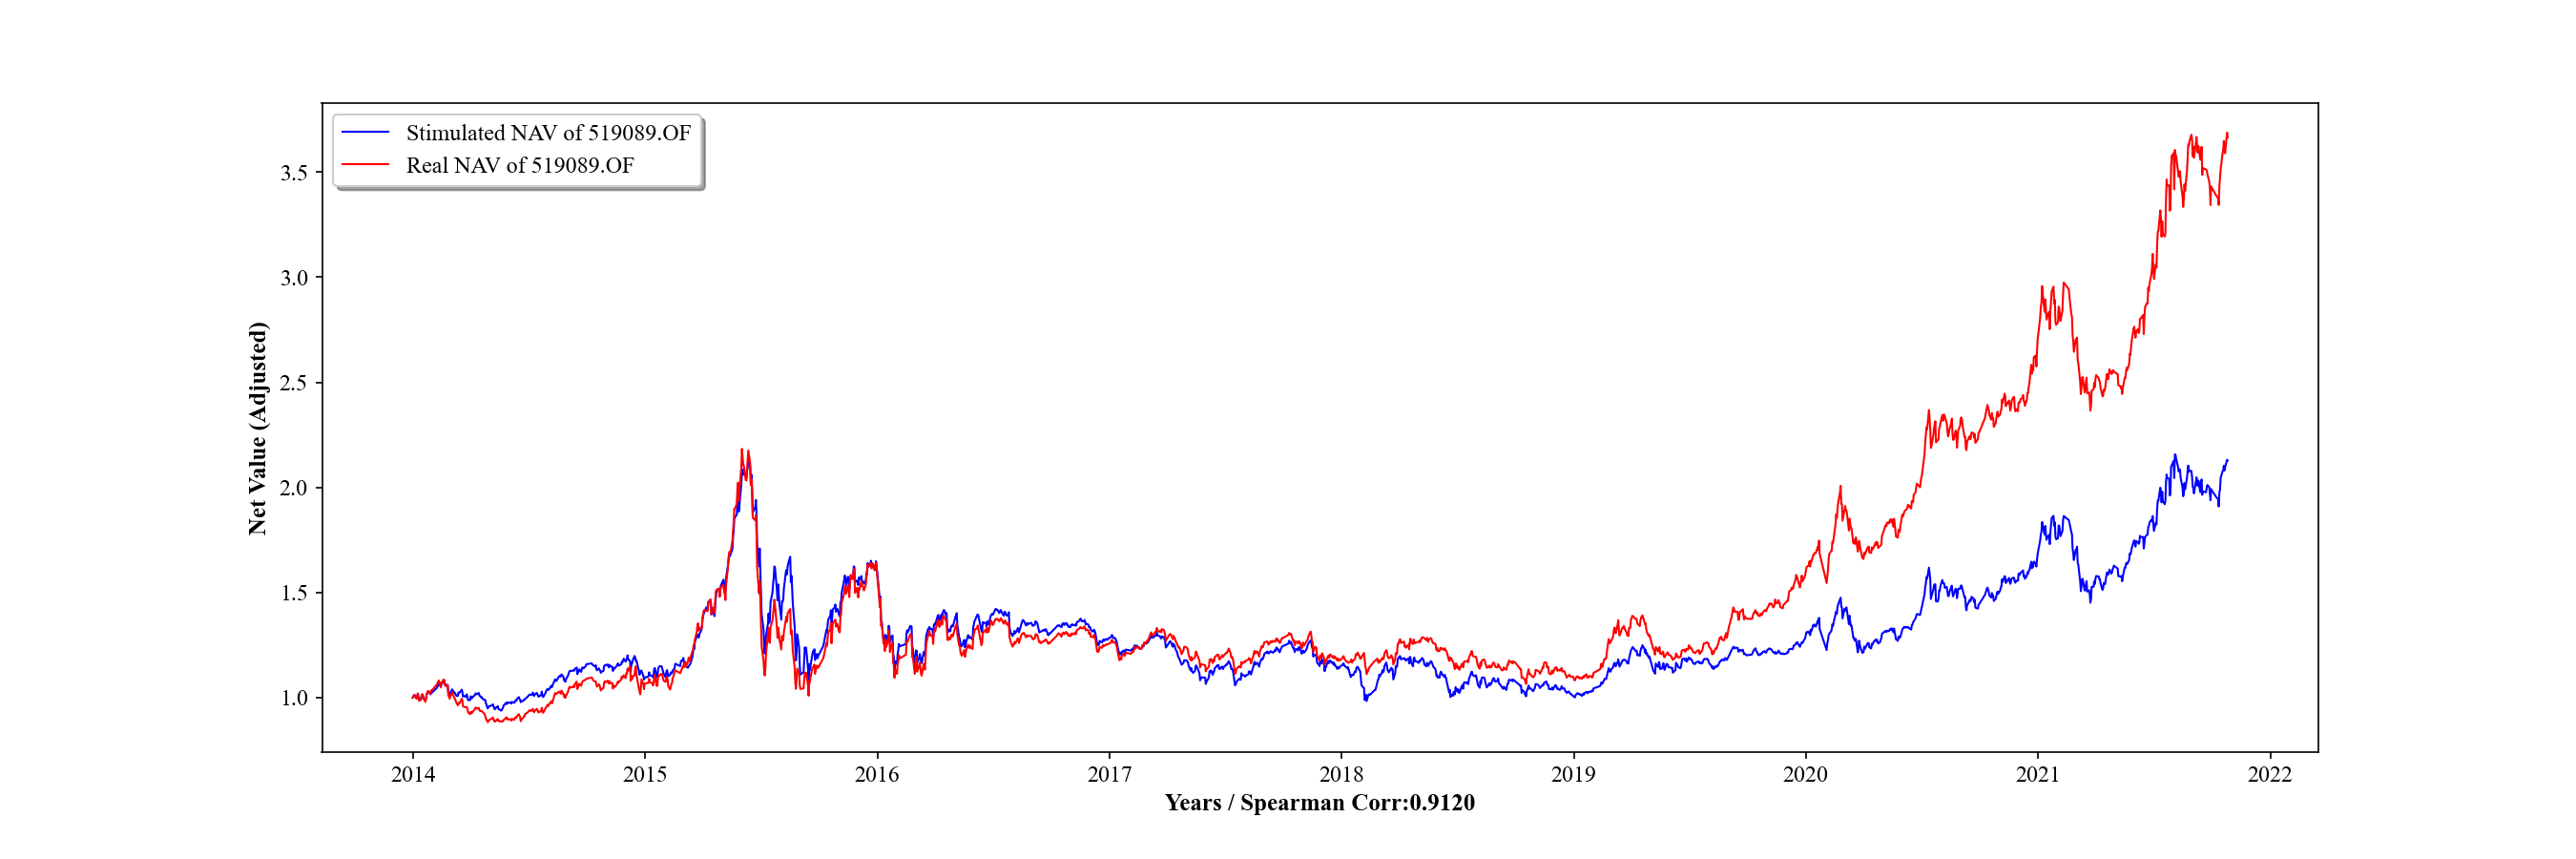 Stimulated NAV of 519089.OF
Real NAV of 519089.OF
Net Value (Adjusted)
3.5
3.0
2.5
2.0
1.5
1.0
2014 2015 2016 2017 2018 2019 2020 2021 2022
Years / Spearman Corr:0.9120